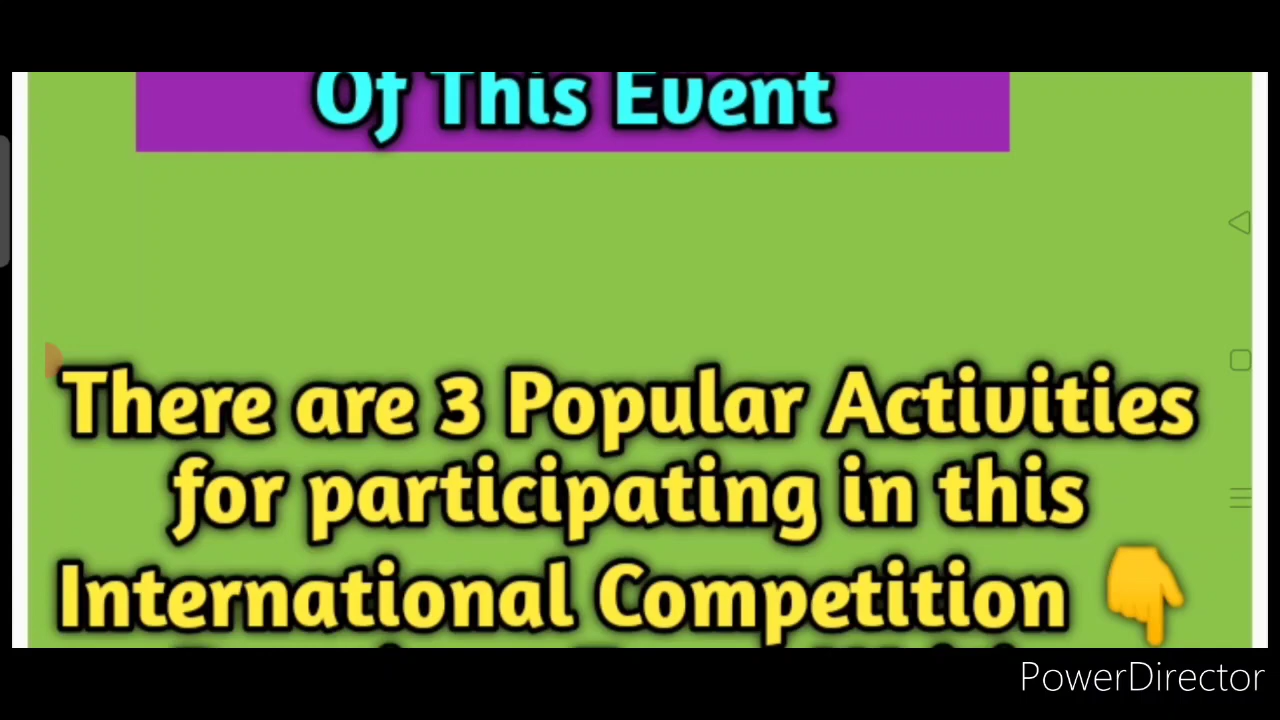 Of This Event
There are 3 Popular Activities
for participating in this
International Competition 👇
PowerDirector